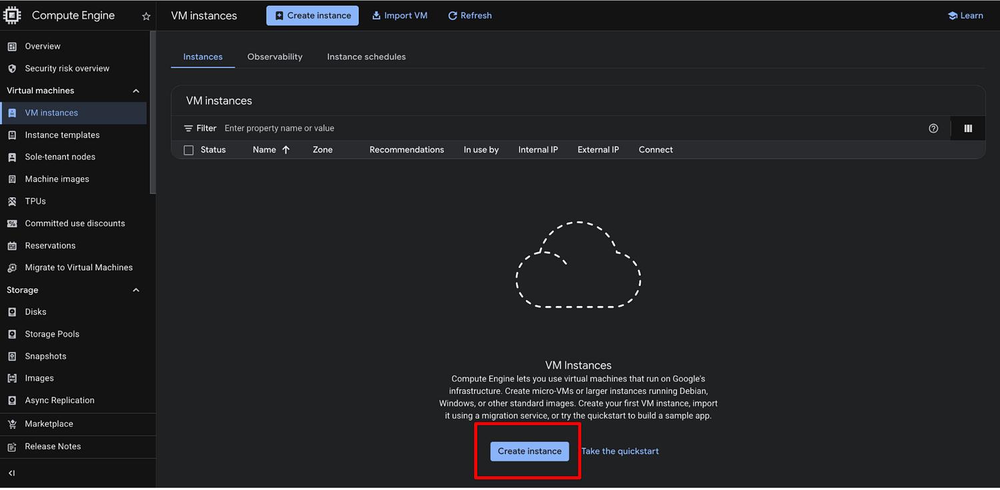 Compute Engine
VM instances
Create instance
Import VM
Refresh
Learn
Overview
Security risk overview
Virtual machines
VM instances
Instance templates
Sole-tenant nodes
Machine images
TPUs
Committed use discounts
Reservations
Migrate to Virtual Machines
Storage
Disks
Storage Pools
Snapshots
Images
Async Replication
Marketplace
Release Notes
Instances Observability Instance schedules
VM instances
Filter Enter property name or value
Status Name Zone Recommendations In use by Internal IP External IP Connect
VM Instances
Compute Engine lets you use virtual machines that run on Google's
infrastructure. Create micro-VMs or larger instances running Debian,
Windows, or other standard images. Create your first VM instance, import
it using a migration service, or try the quickstart to build a sample app.
Create instance Take the quickstart